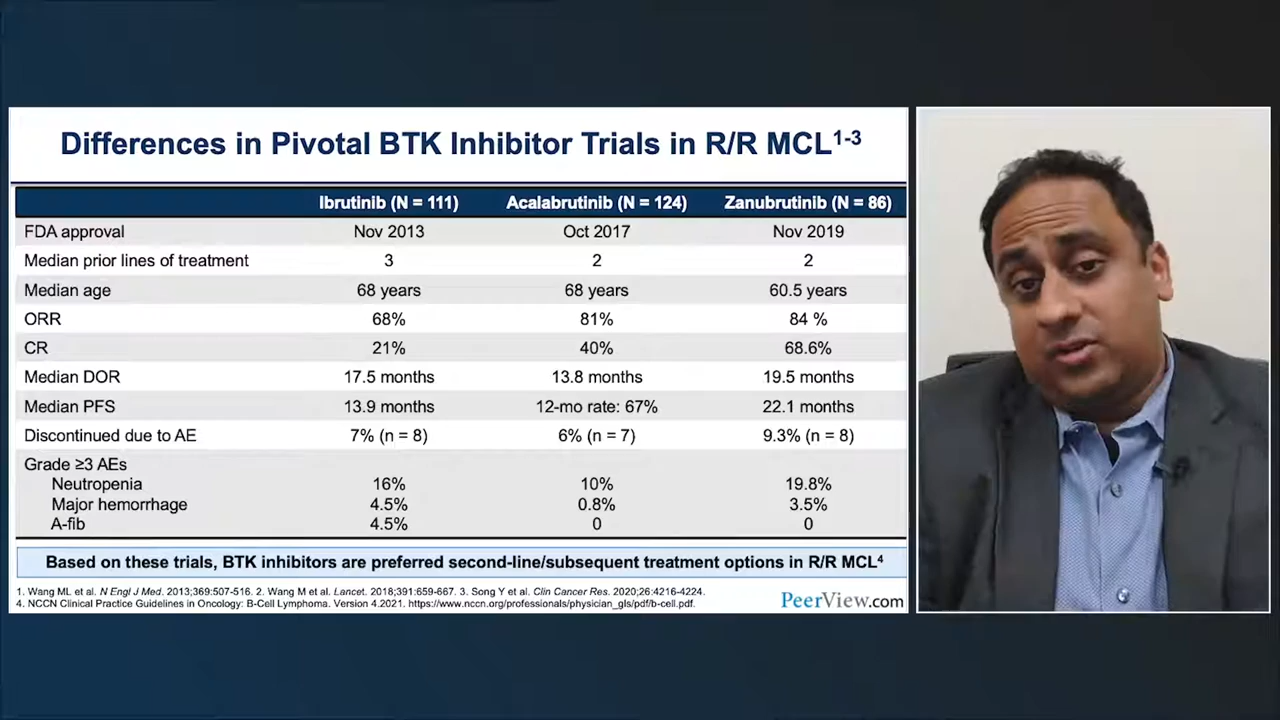 Differences in Pivotal BTK Inhibitor Trials in R/R MCL1-3
Ibrutinib (N = 111) Acalabrutinib (N = 124) Zanubrutinib (N = 86)
FDA approval Nov 2013 Oct 2017 Nov 2019
Median prior lines of treatment 3 2 2
Median age 68 years 68 years 60.5 years
ORR 68% 81% 84 %
CR 21% 40% 68.6%
Median DOR 17.5 months 13.8 months 19.5 months
Median PFS 13.9 months 12-mo rate: 67% 22.1 months
Discontinued due to AE 7% (n = 8) 6% (n = 7) 9.3% (n = 8)
Grade ≥3 AEs
Neutropenia 16% 10% 19.8%
Major hemorrhage 4.5% 0.8% 3.5%
A-fib 4.5% 0 0
Based on these trials, BTK inhibitors are preferred second-line/subsequent treatment options in R/R MCL4
1. Wang ML et al. N Engl J Med. 2013;369:507-516. 2. Wang M et al. Lancet. 2018;391:659-667. 3. Song Y et al. Clin Cancer Res. 2020;26:4216-4224.
4. NCCN Clinical Practice Guidelines in Oncology: B-Cell Lymphoma. Version 4.2021. https://www.nccn.org/professionals/physician_gls/pdf/b-cell.pdf.
PeerView.com